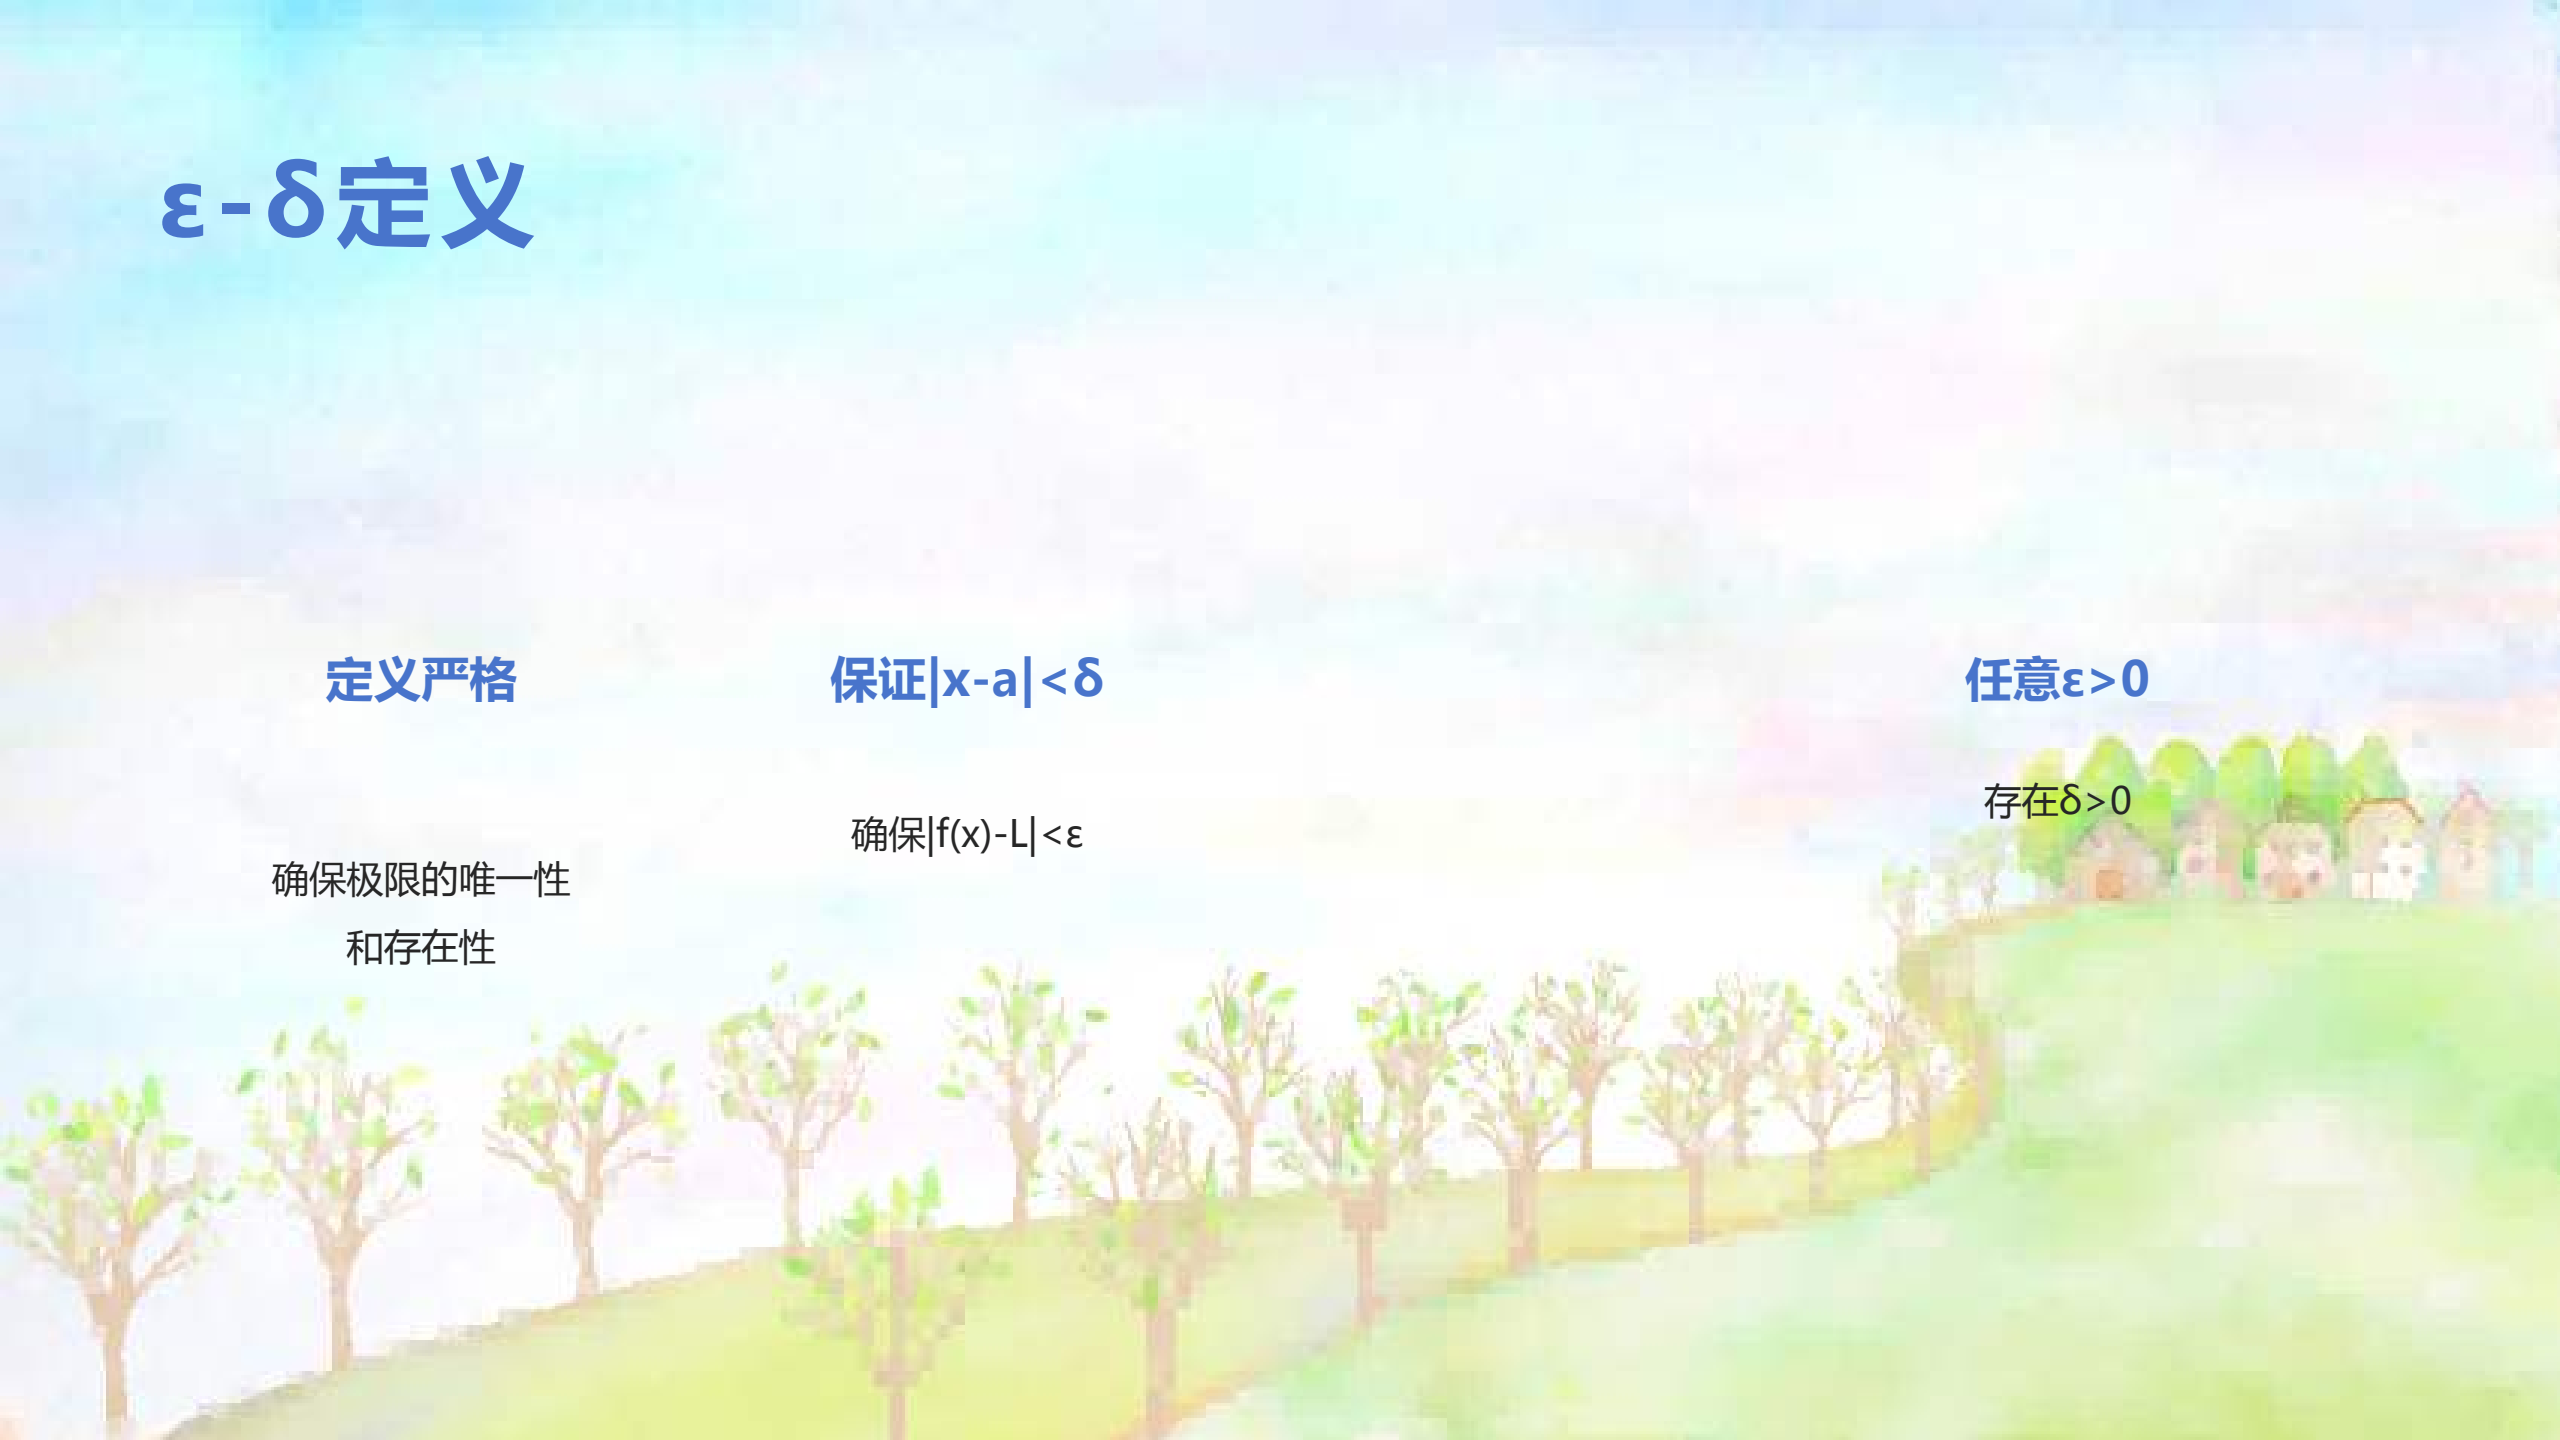 ε-δ定义
定义严格
确保极限的唯一性
和存在性
保证|x-a|<δ
确保|f(x)-L|<ε
任意ε>0
存在δ>0